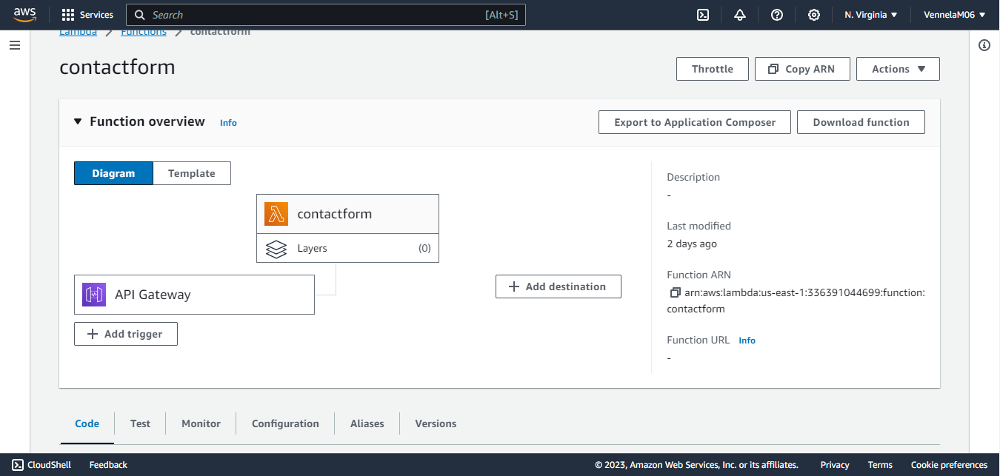 aws Services Search [Alt+S] N. Virginia VennelaM06
Lambda Functions contactform
contactform Throttle Copy ARN Actions
Function overview Info Export to Application Composer Download function
Diagram Template
contactform
Layers (0)
API Gateway
Add trigger
Add destination
Description
-
Last modified
2 days ago
Function ARN
arn:aws:lambda:us-east-1:336391044699:function:
contactform
Function URL Info
-
Code Test Monitor Configuration Aliases Versions
CloudShell Feedback © 2023, Amazon Web Services, Inc. or its affiliates. Privacy Terms Cookie preferences